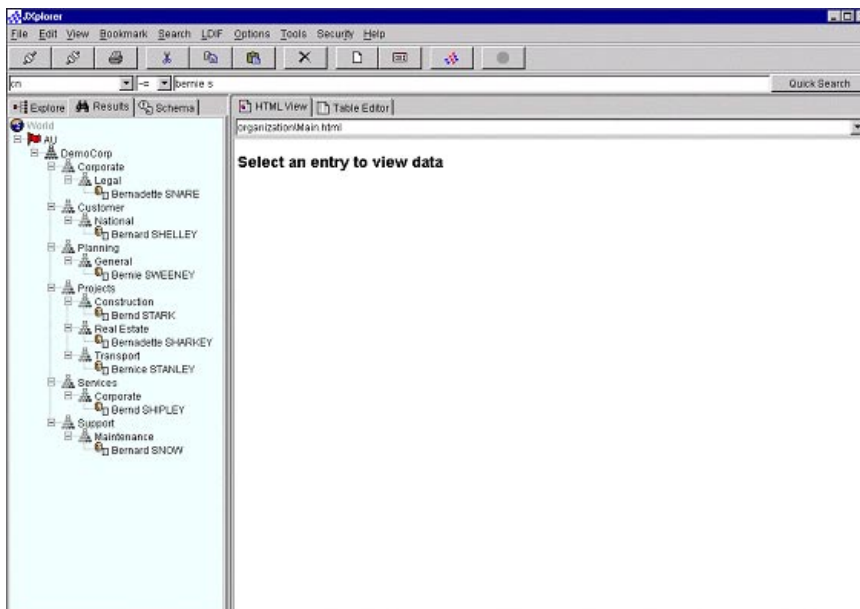 JXplorer
File Edit View Bookmark Search LDIF Options Tools Security Help
cn ~= bernie s Quick Search
Explore Results Schema HTML View Table Editor
organization\Main.html
World
AU
DemoCorp
Corporate
Legal
Bernadette SNARE
Customer
National
Bernard SHELLEY
Planning
General
Bernie SWEENEY
Projects
Construction
Bernd STARK
Real Estate
Bernadette SHARKEY
Transport
Bernice STANLEY
Services
Corporate
Bernd SHIPLEY
Support
Maintenance
Bernard SNOW
Select an entry to view data